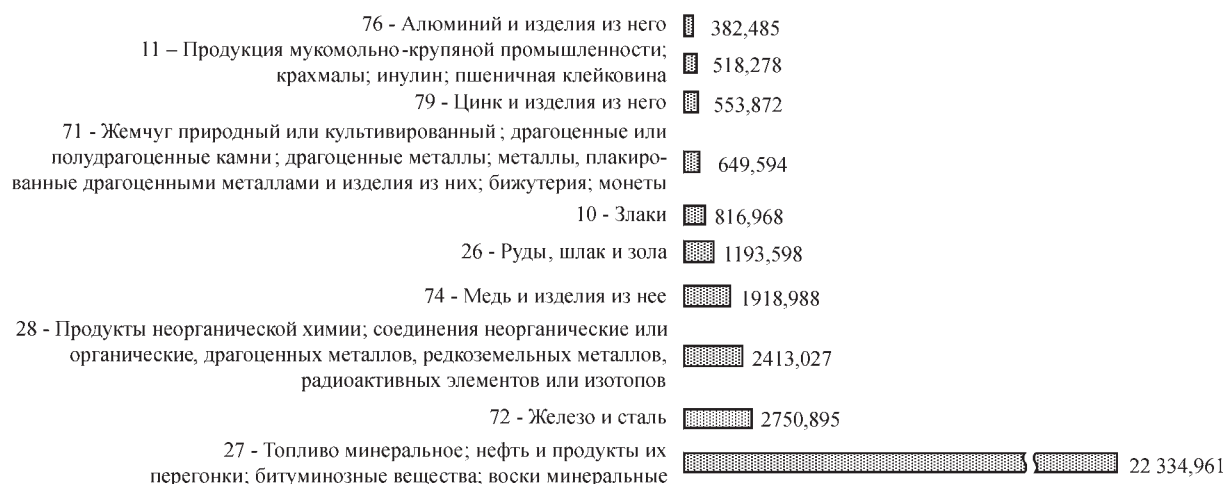 76 - Алюминий и изделия из него 382,485
11 – Продукция мукомольно-крупяной промышленности;
крахмалы; инулин; пшеничная клейковина 518,278
79 - Цинк и изделия из него 553,872
71 - Жемчуг природный или культивированный; драгоценные или
полудрагоценные камни; драгоценные металлы; металлы, плакиро-
ванные драгоценными металлами и изделия из них; бижутерия; монеты 649,594
10 - Злаки 816,968
26 - Руды, шлак и зола 1193,598
74 - Медь и изделия из нее 1918,988
28 - Продукты неорганической химии; соединения неорганические или
органические, драгоценных металлов, редкоземельных металлов,
радиоактивных элементов или изотопов 2413,027
72 - Железо и сталь 2750,895
27 - Топливо минеральное; нефть и продукты их
перегонки; битуминозные вещества; воски минеральные 22 334,961